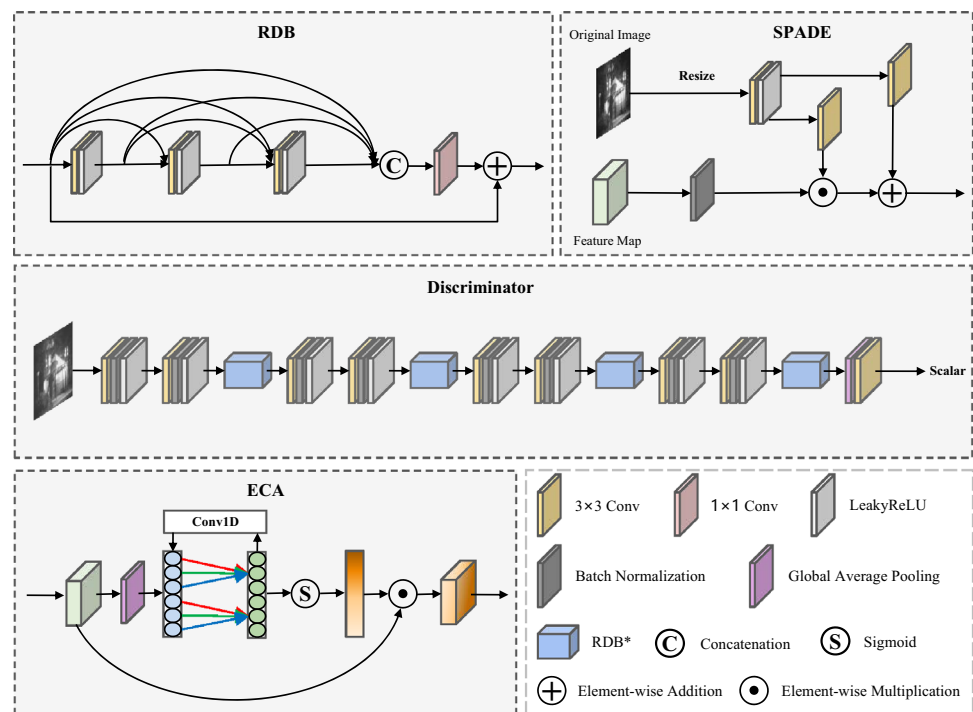 RDB
C
SPADE
Original Image
Resize
Feature Map
Discriminator
Scalar
ECA
Conv1D
S
3×3 Conv
1×1 Conv
LeakyReLU
Batch Normalization
Global Average Pooling
RDB*
C
Concatenation
S
Sigmoid
Element-wise Addition
Element-wise Multiplication